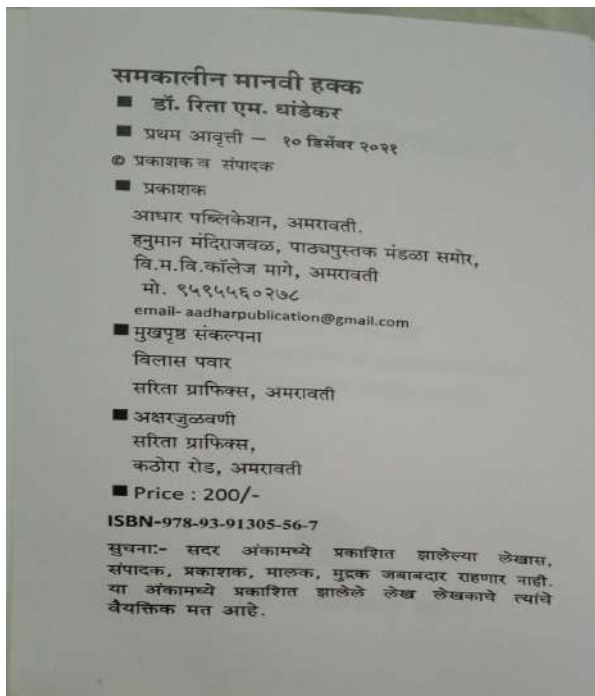 समकालीन मानवी हक्क
■ डॉ. रिता एम. धांडेकर
■ प्रथम आवृत्ती – १० डिसेंबर २०२१
© प्रकाशक व संपादक
■ प्रकाशक
आधार पब्लिकेशन, अमरावती.
हनुमान मंदिराजवळ, पाठ्यपुस्तक मंडळा समोर,
वि.म.वि.कॉलेज मागे, अमरावती
मो. ९५९५५६०२७८
email- aadharpublication@gmail.com
■ मुखपृष्ठ संकल्पना
विलास पवार
सरिता ग्राफिक्स, अमरावती
■ अक्षरजुळवणी
सरिता ग्राफिक्स,
कठोरा रोड, अमरावती
■ Price : 200/-
ISBN-978-93-91305-56-7
सुचना:- सदर अंकामध्ये प्रकाशित झालेल्या लेखास,
संपादक, प्रकाशक, मालक, मुद्रक जबाबदार राहणार नाही.
या अंकामध्ये प्रकाशित झालेले लेख लेखकाचे त्यांचे
वैयक्तिक मत आहे.